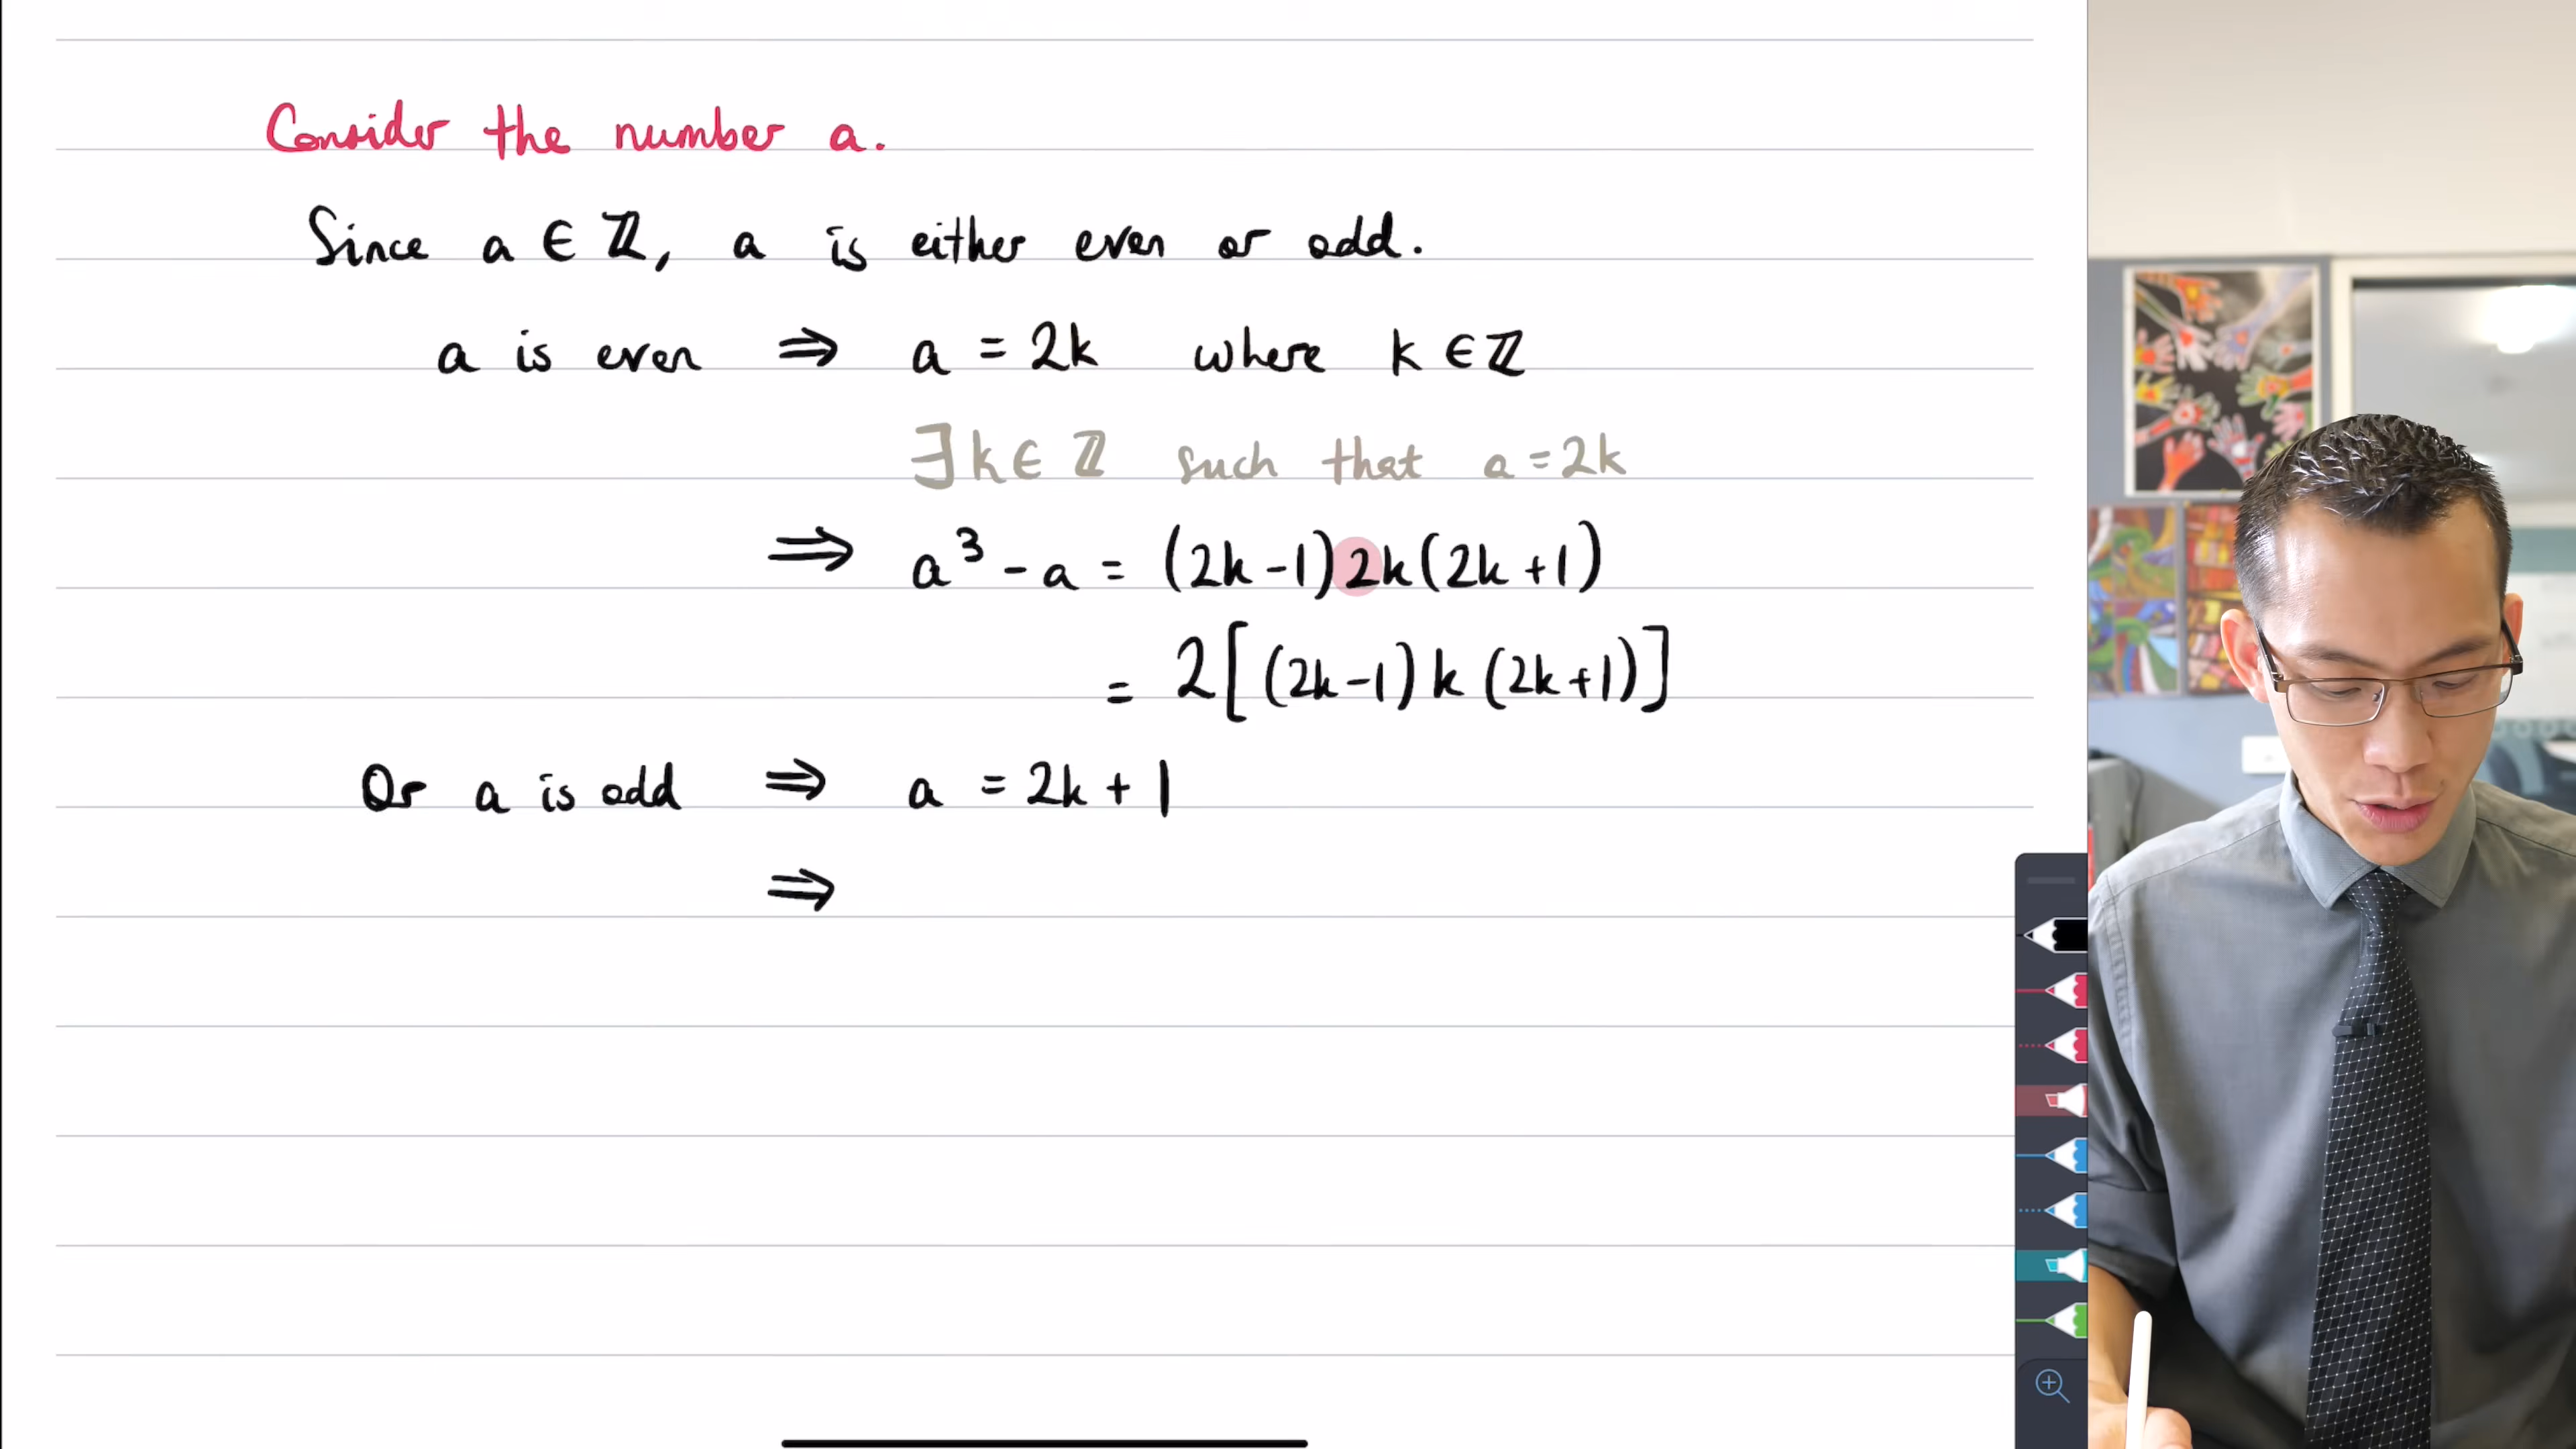 Consider the number a.
Since a ∈ ℤ, a is either even or odd.
a is even ⇒ a = 2k where k ∈ ℤ
∃ k ∈ ℤ such that a = 2k
⇒ a³ - a = (2k - 1) 2k (2k + 1)
= 2[(2k - 1) k (2k + 1)]
Or a is odd ⇒ a = 2k + 1
⇒